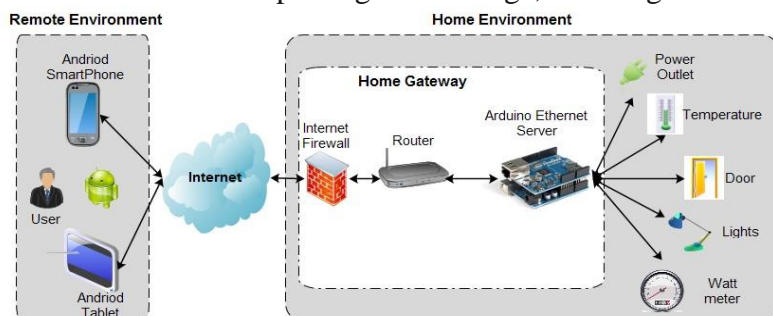 Remote Environment
Home Environment
Andriod
SmartPhone
User
Andriod
Tablet
Internet
Home Gateway
Internet
Firewall
Router
Arduino Ethernet
Server
Power
Outlet
Temperature
Door
Lights
Watt
meter